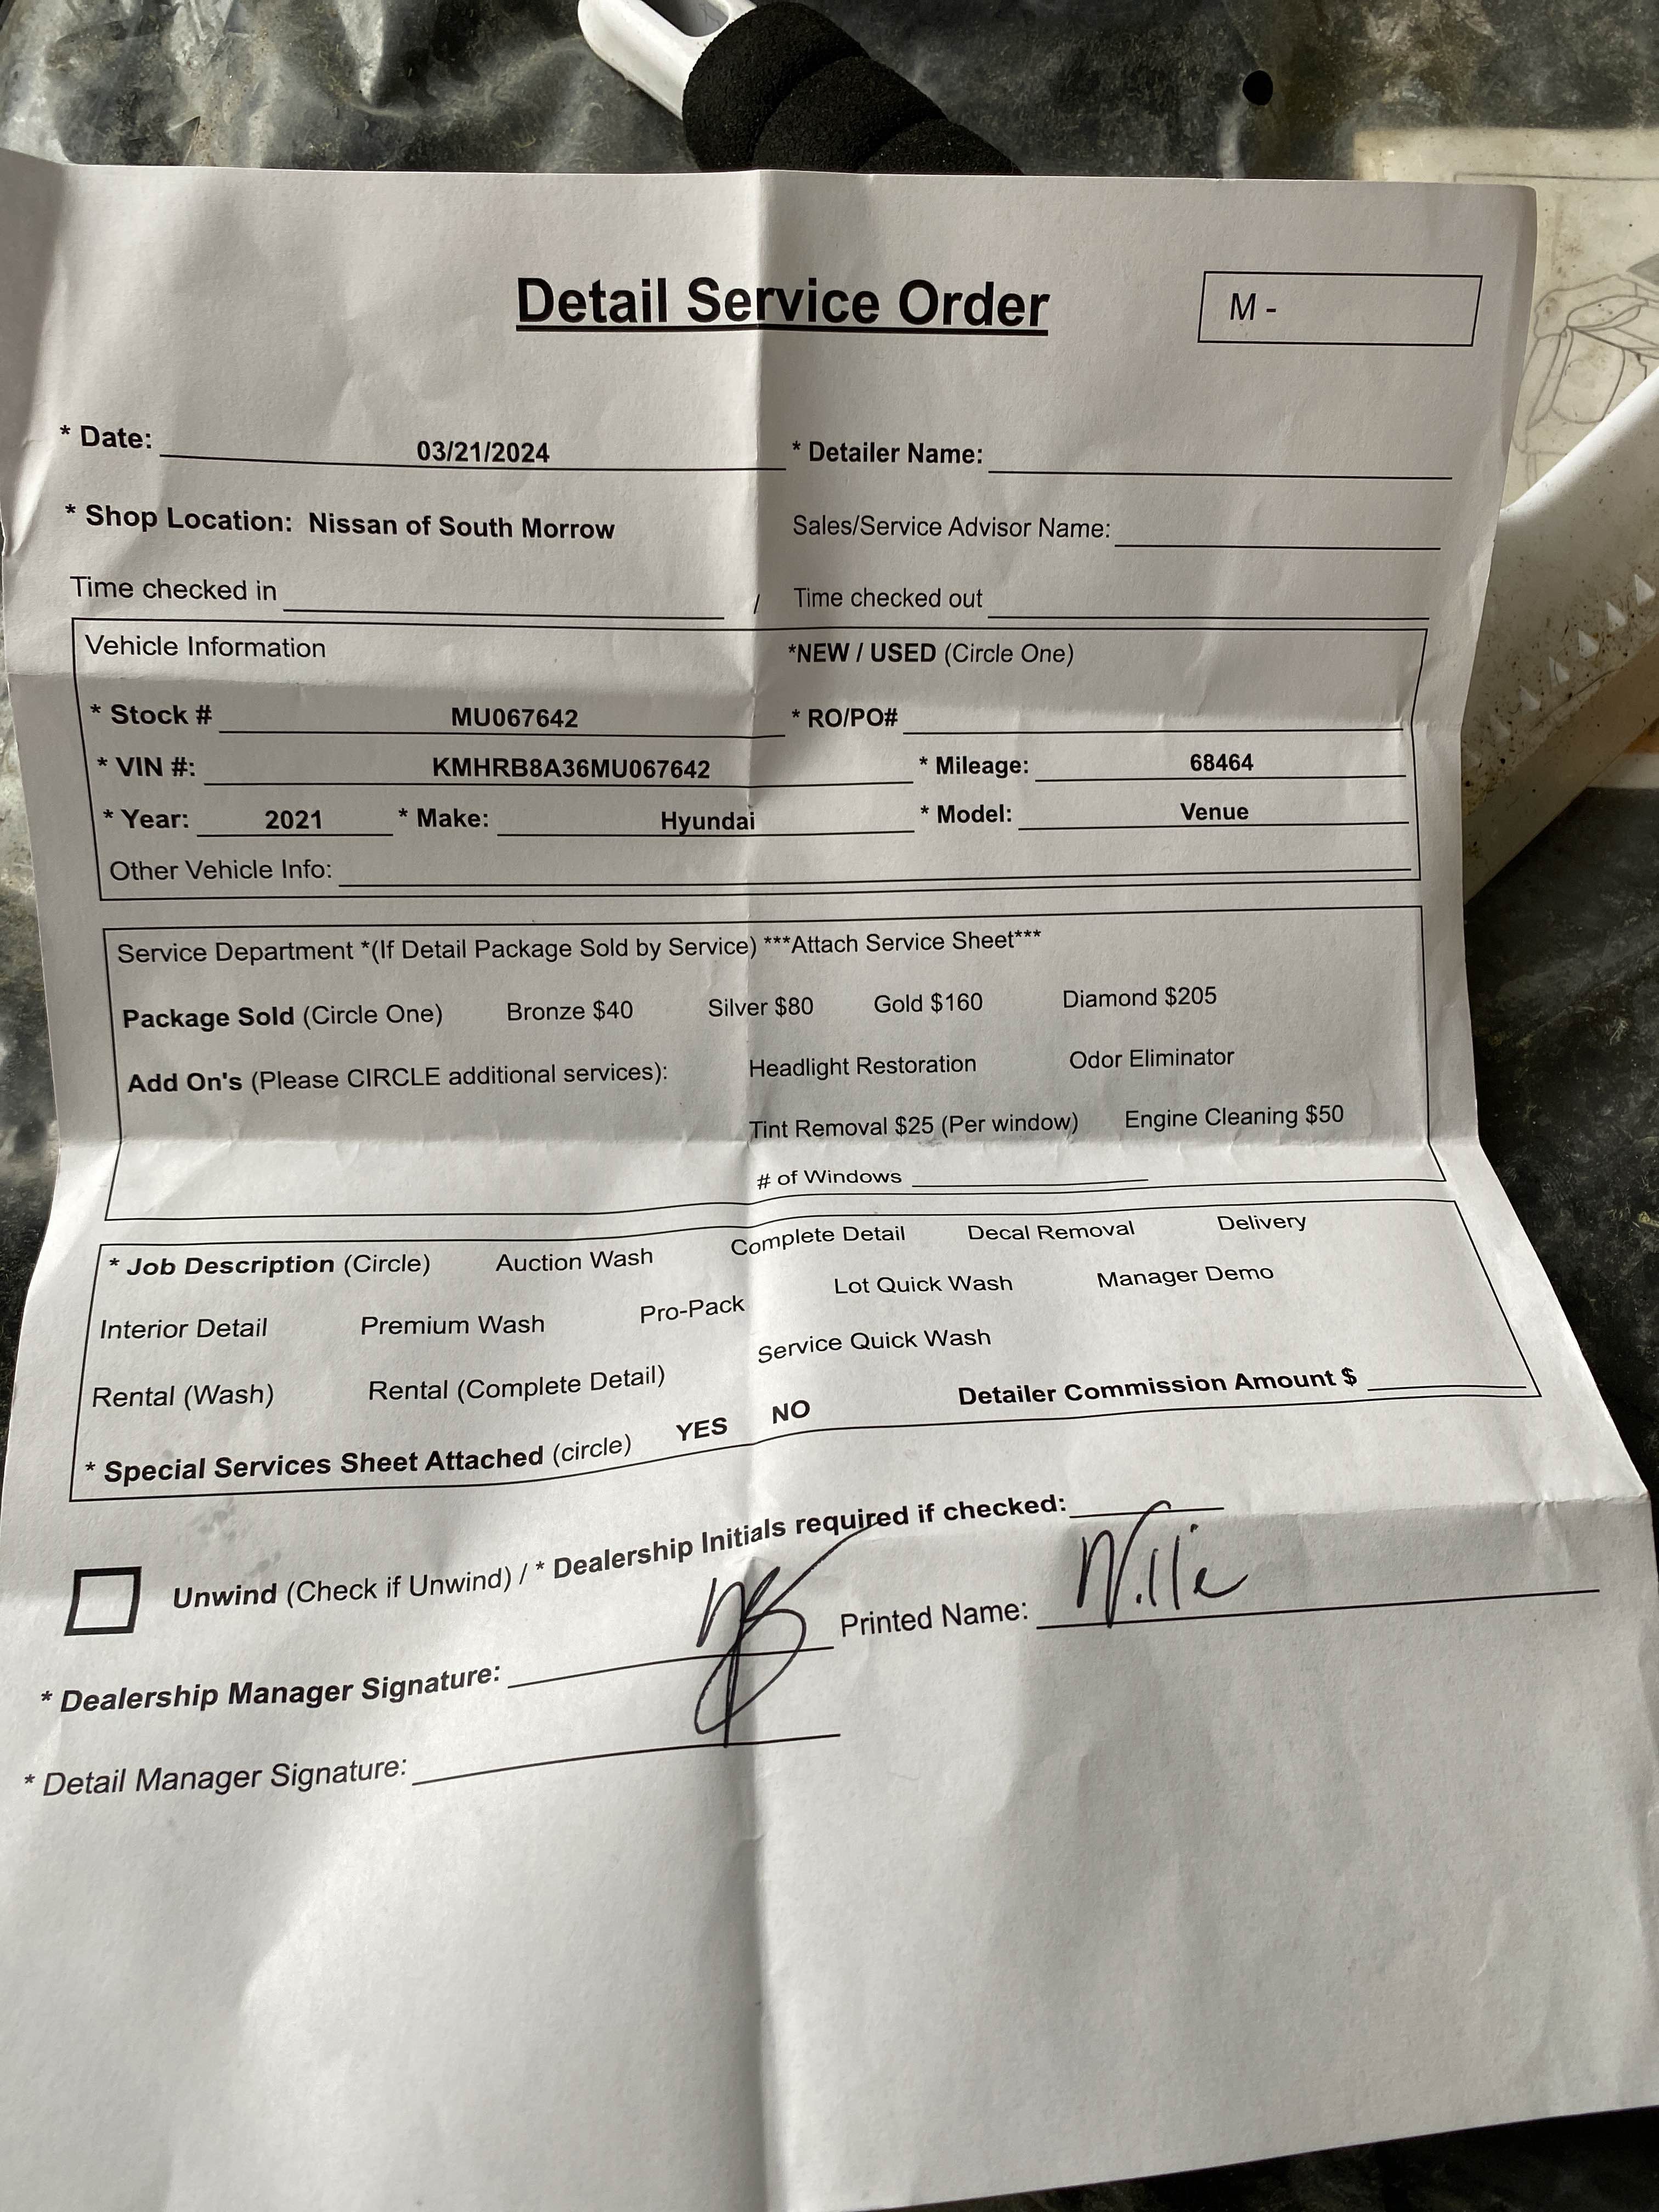 Detail Service Order
M -
* Date: 03/21/2024 * Detailer Name:
* Shop Location: Nissan of South Morrow Sales/Service Advisor Name:
Time checked in / Time checked out
Vehicle Information *NEW / USED (Circle One)
* Stock # MU067642 * RO/PO#
* VIN #: KMHRB8A36MU067642 * Mileage: 68464
* Year: 2021 * Make: Hyundai * Model: Venue
Other Vehicle Info:
Service Department *(If Detail Package Sold by Service) ***Attach Service Sheet***
Package Sold (Circle One) Bronze $40 Silver $80 Gold $160 Diamond $205
Add On's (Please CIRCLE additional services): Headlight Restoration Odor Eliminator
Tint Removal $25 (Per window) Engine Cleaning $50
# of Windows
* Job Description (Circle) Auction Wash Complete Detail Decal Removal Delivery
Interior Detail Premium Wash Pro-Pack Lot Quick Wash Manager Demo
Rental (Wash) Rental (Complete Detail) Service Quick Wash
* Special Services Sheet Attached (circle) YES NO Detailer Commission Amount $
Unwind (Check if Unwind) / * Dealership Initials required if checked:
* Dealership Manager Signature: Printed Name: Willie
* Detail Manager Signature: